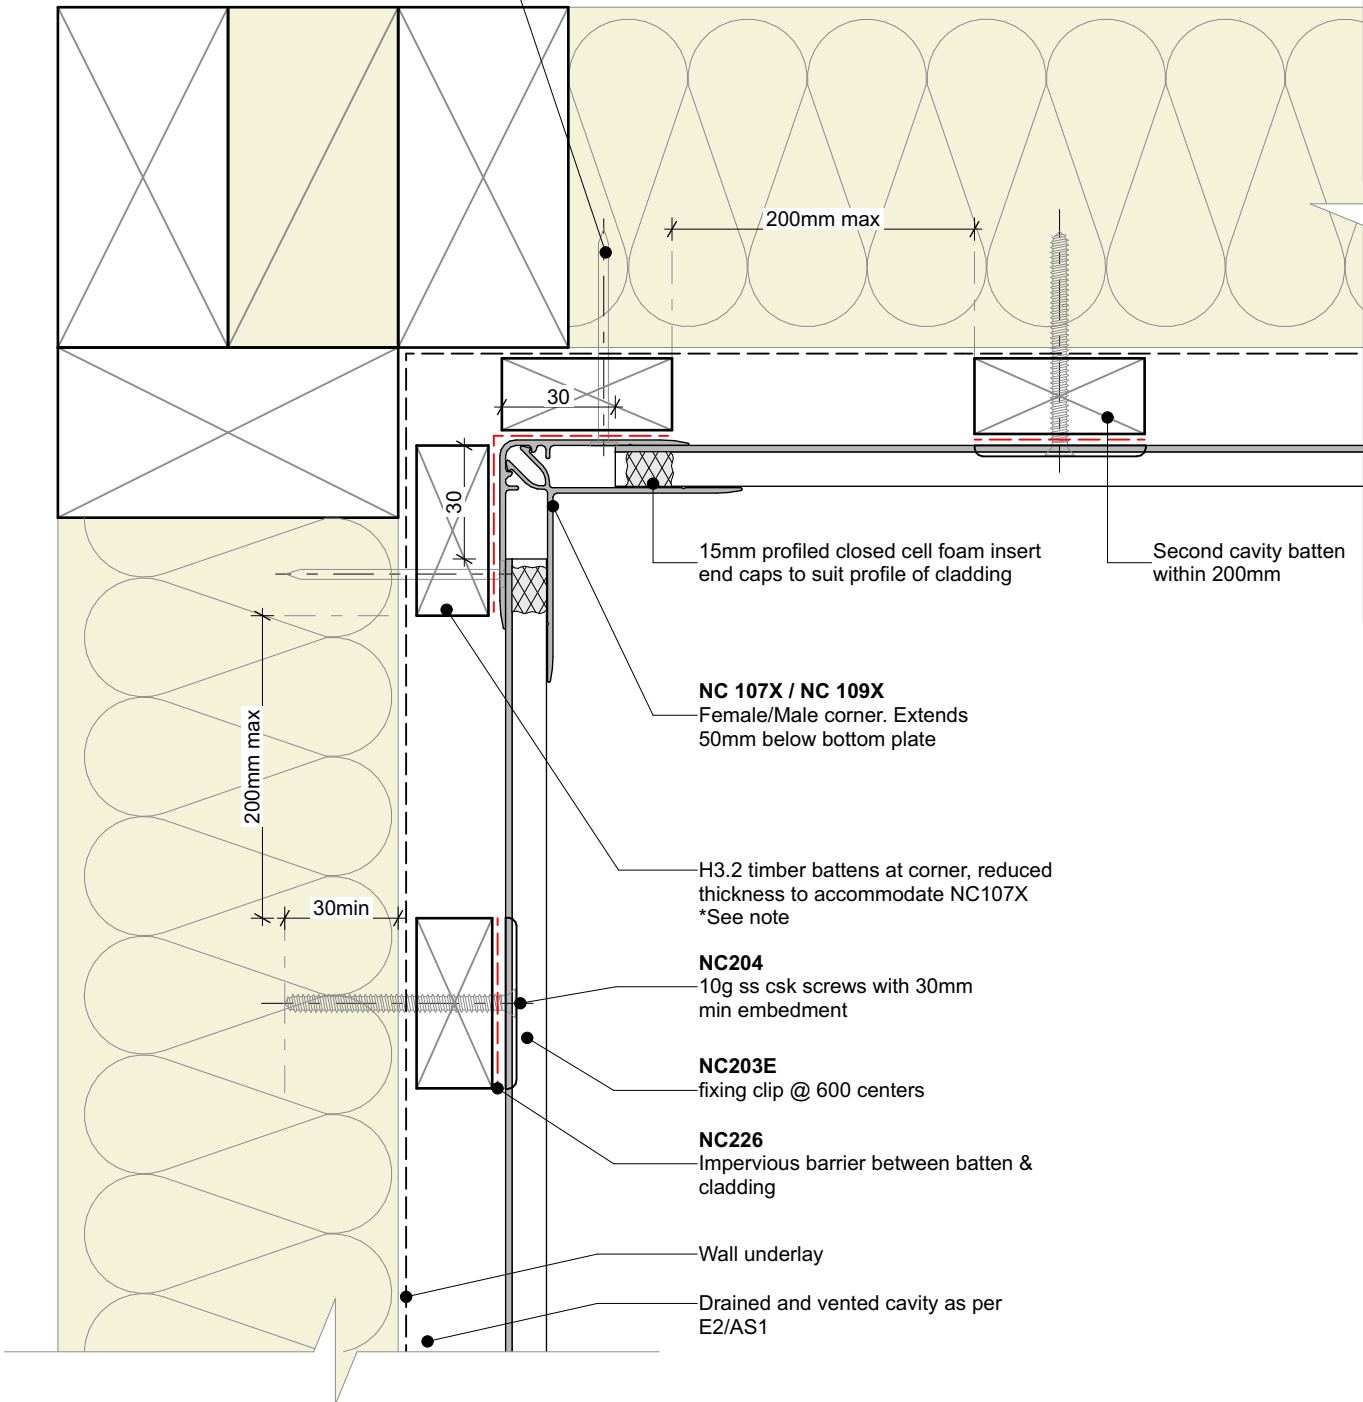 200mm max
30
30
15mm profiled closed cell foam insert
end caps to suit profile of cladding
Second cavity batten
within 200mm
NC 107X / NC 109X
Female/Male corner. Extends
50mm below bottom plate
200mm max
H3.2 timber battens at corner, reduced
thickness to accommodate NC107X
*See note
30min
NC204
10g ss csk screws with 30mm
min embedment
NC203E
fixing clip @ 600 centers
NC226
Impervious barrier between batten &
cladding
Wall underlay
Drained and vented cavity as per
E2/AS1